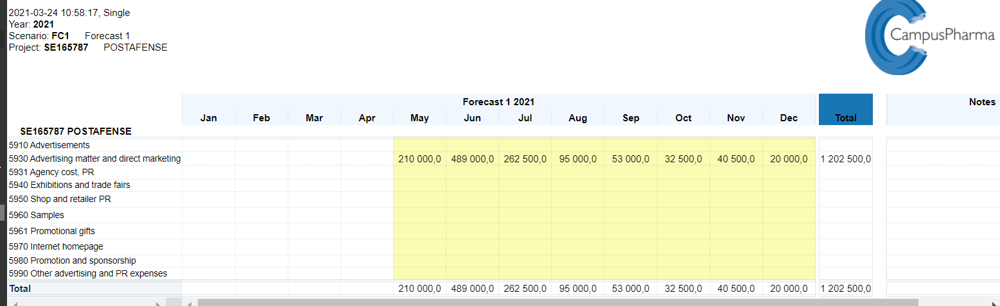 2021-03-24 10:58:17, Single
Year: 2021
Scenario: FC1 Forecast 1
Project: SE165787 POSTAFENSE
CampusPharma
Forecast 1 2021 Notes
Jan Feb Mar Apr May Jun Jul Aug Sep Oct Nov Dec Total
SE165787 POSTAFENSE
5910 Advertisements
5930 Advertising matter and direct marketing 210 000,0 489 000,0 262 500,0 95 000,0 53 000,0 32 500,0 40 500,0 20 000,0 1 202 500,0
5931 Agency cost, PR
5940 Exhibitions and trade fairs
5950 Shop and retailer PR
5960 Samples
5961 Promotional gifts
5970 Internet homepage
5980 Promotion and sponsorship
5990 Other advertising and PR expenses
Total 210 000,0 489 000,0 262 500,0 95 000,0 53 000,0 32 500,0 40 500,0 20 000,0 1 202 500,0